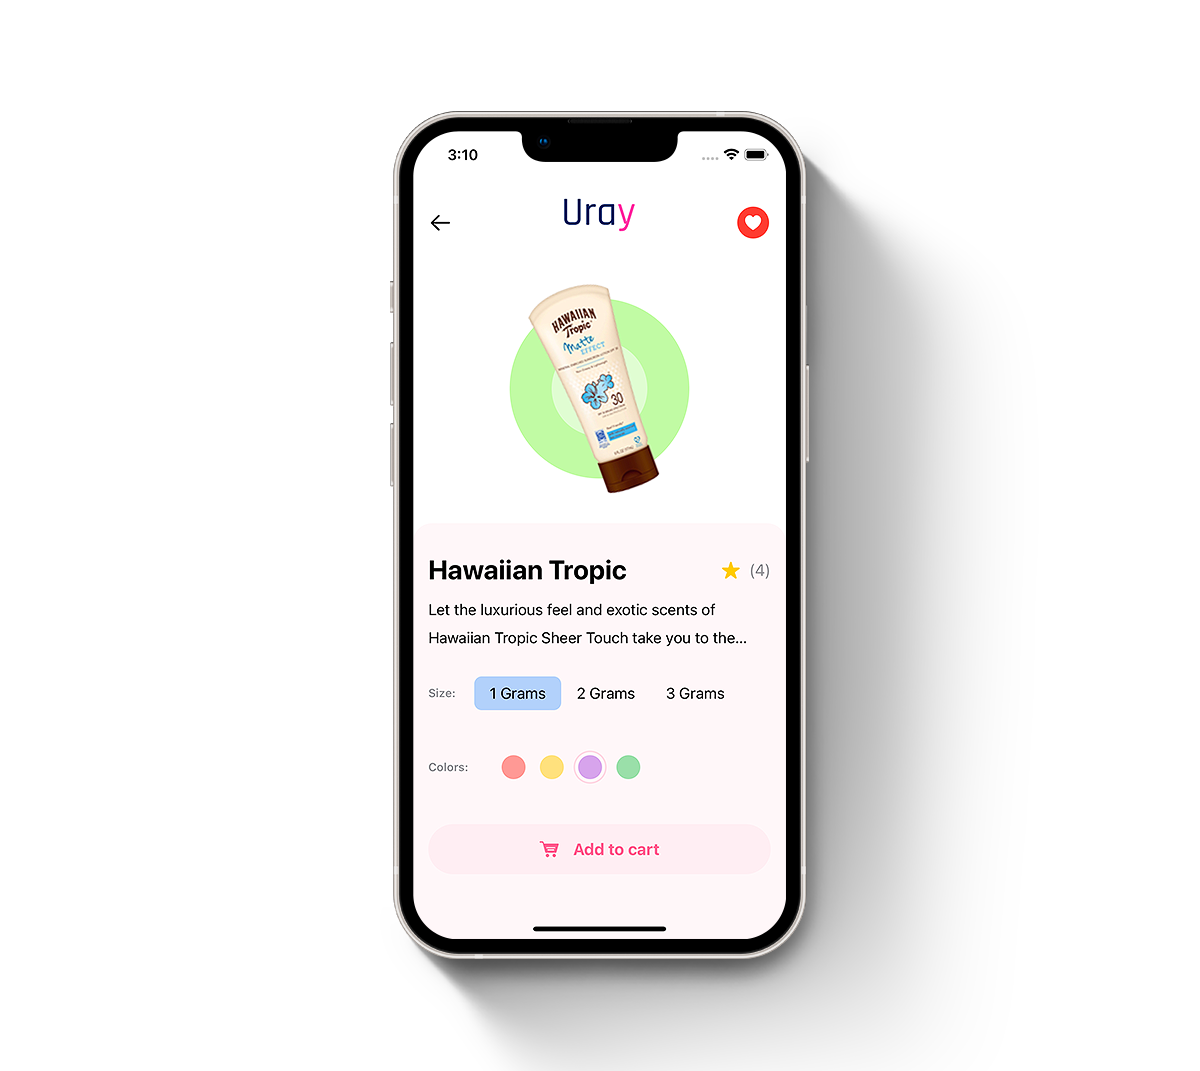 3:10
Uray
HAWAIIAN
Tropic
Matte
EFFECT
30
Hawaiian Tropic
(4)
Let the luxurious feel and exotic scents of
Hawaiian Tropic Sheer Touch take you to the...
Size:
1 Grams
2 Grams
3 Grams
Colors:
Add to cart